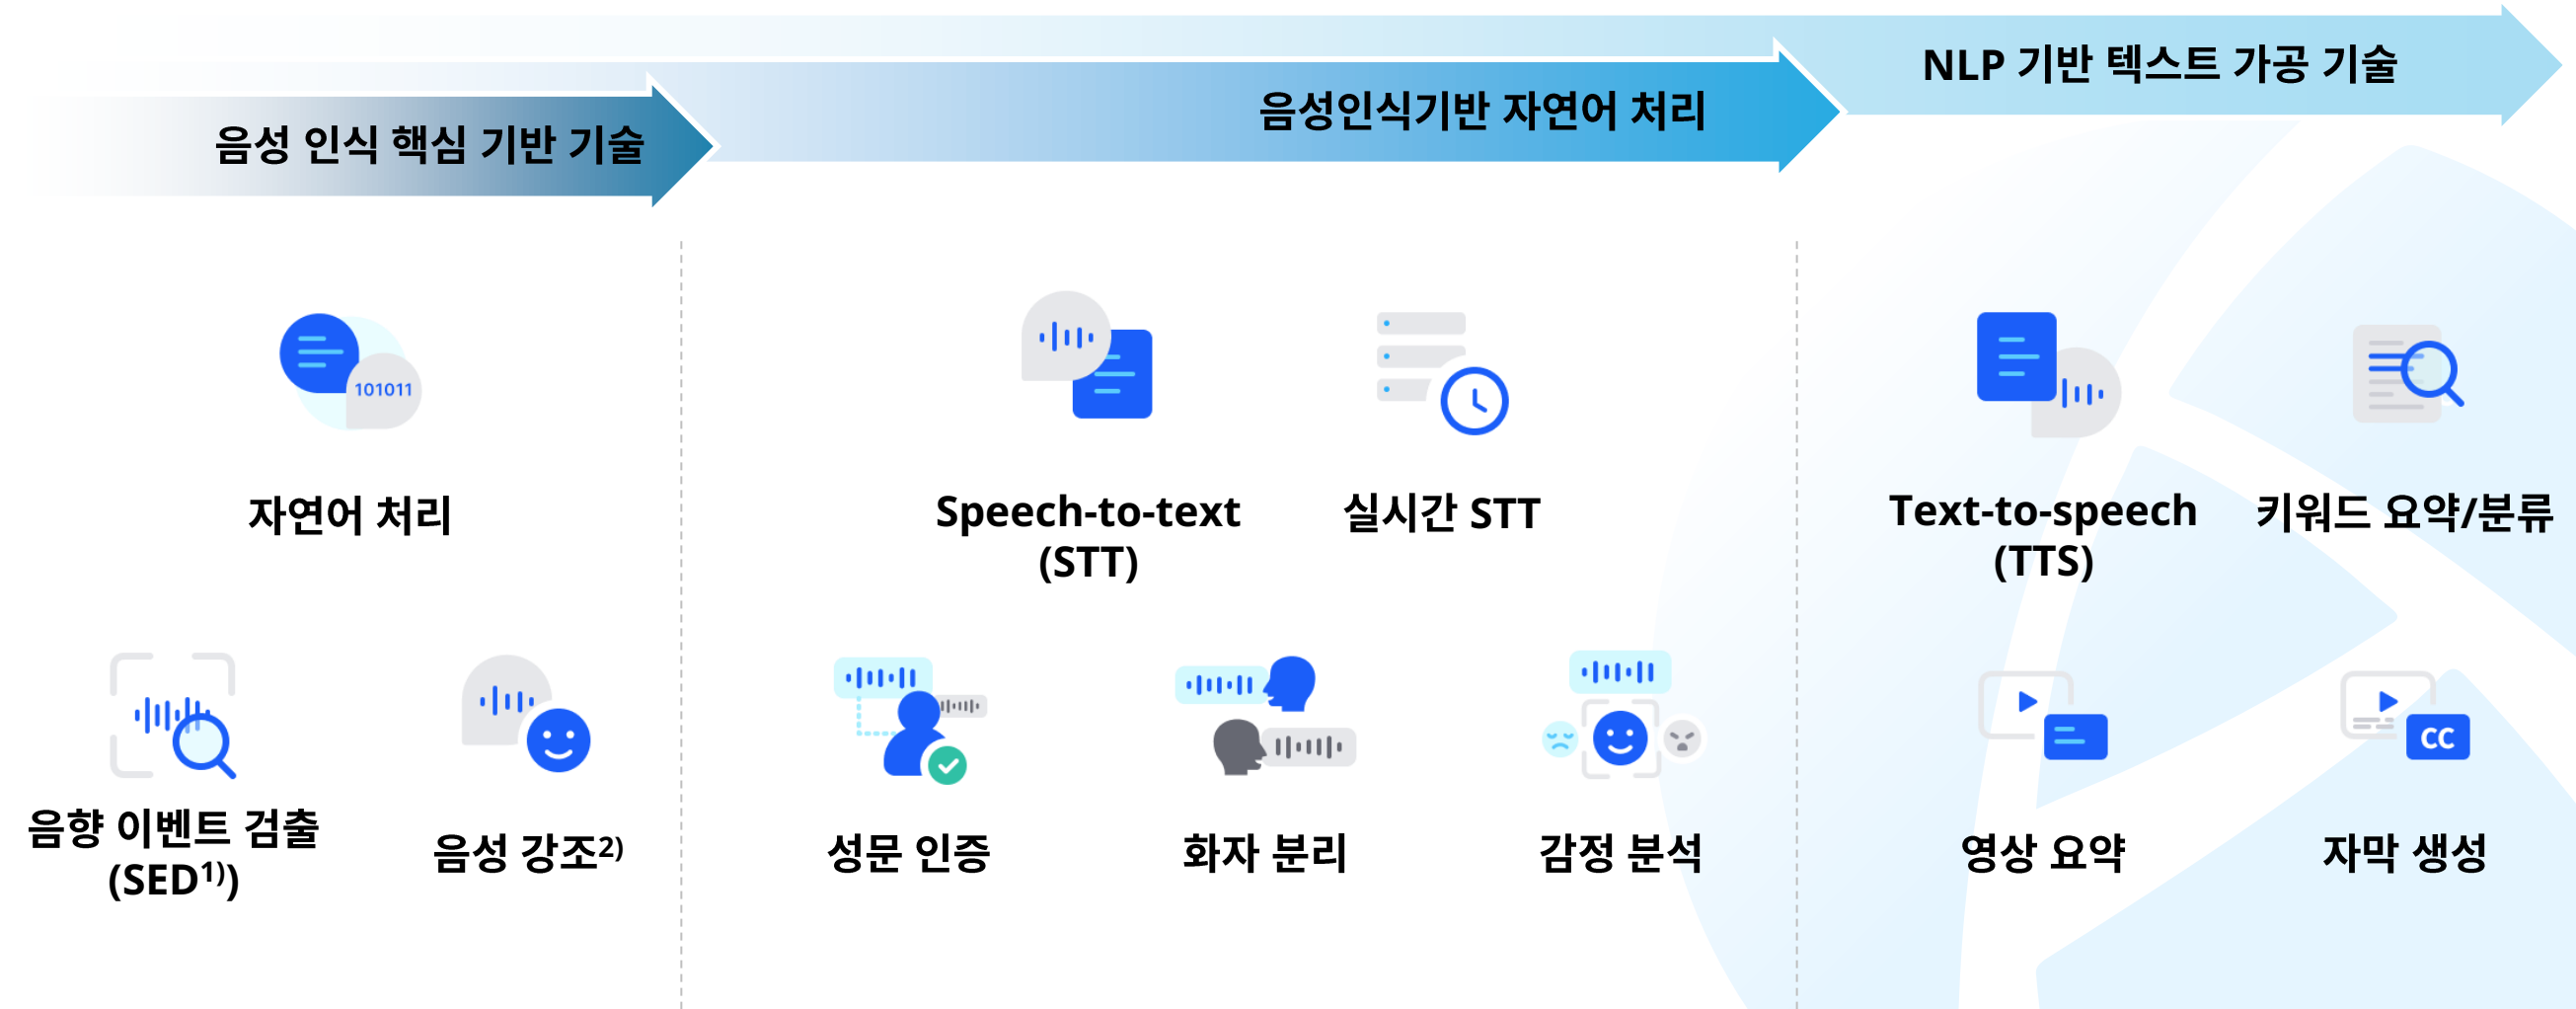 NLP 기반 텍스트 가공 기술
음성인식기반 자연어 처리
음성 인식 핵심 기반 기술
101011
자연어 처리
Speech-to-text
(STT)
실시간 STT
Text-to-speech
(TTS)
키워드 요약/분류
음향 이벤트 검출
(SED1))
음성 강조2)
성문 인증
화자 분리
감정 분석
CC
영상 요약
자막 생성